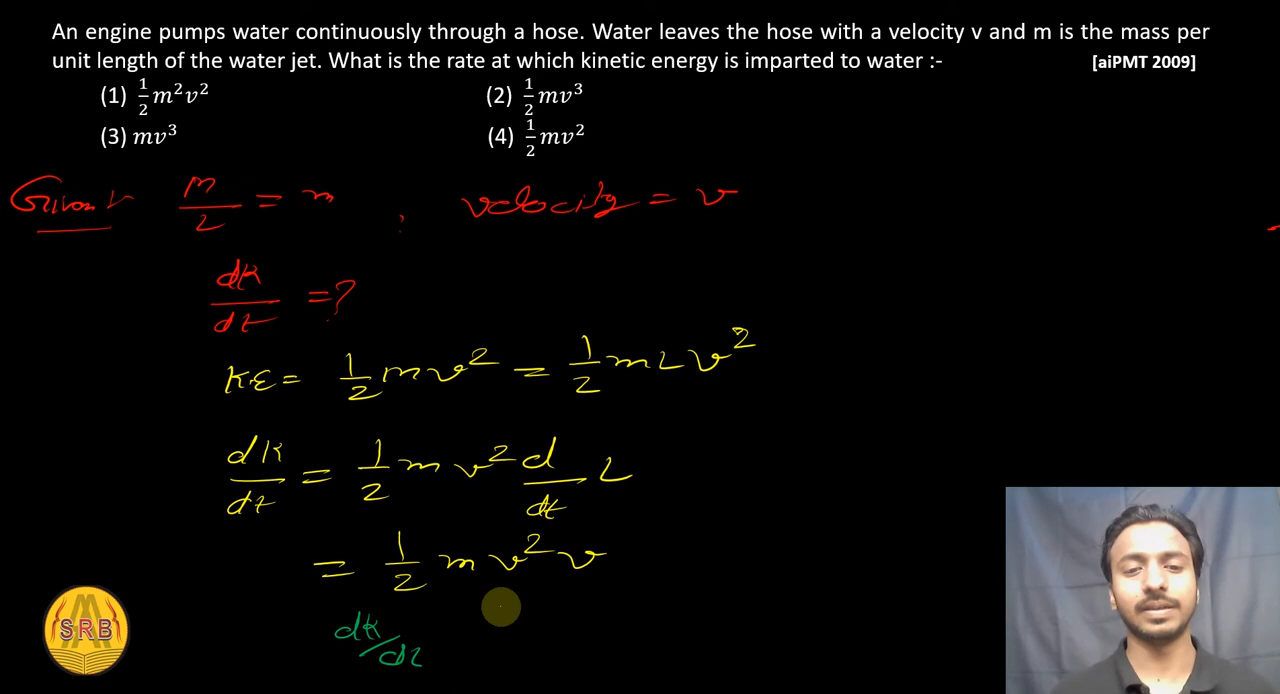 An engine pumps water continuously through a hose. Water leaves the hose with a velocity v and m is the mass per
unit length of the water jet. What is the rate at which kinetic energy is imparted to water :- [aiPMT 2009]
(1) 1/2 m²v² (2) 1/2 mv³
(3) mv³ (4) 1/2 mv²
Given M/L = m , velocity = v
dK/dt = ?
KE = 1/2 mv² = 1/2 mLv²
dK/dt = 1/2 mv² d/dt L
= 1/2 mv² v
dK/dt
SRB